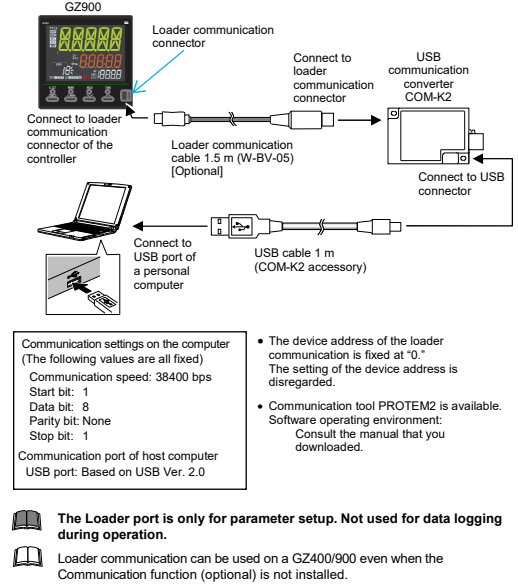 GZ900
Loader communication
connector
Connect to
loader
communication
connector
USB
communication
converter
COM-K2
Connect to loader
communication
connector of the
controller
Loader communication
cable 1.5 m (W-BV-05)
[Optional]
Connect to USB
connector
Connect to
USB port of
a personal
computer
USB cable 1 m
(COM-K2 accessory)
Communication settings on the computer
(The following values are all fixed)
Communication speed: 38400 bps
Start bit: 1
Data bit: 8
Parity bit: None
Stop bit: 1
Communication port of host computer
USB port: Based on USB Ver. 2.0
• The device address of the loader
communication is fixed at “0.”
The setting of the device address is
disregarded.
• Communication tool PROTEM2 is available.
Software operating environment:
Consult the manual that you
downloaded.
The Loader port is only for parameter setup. Not used for data logging
during operation.
Loader communication can be used on a GZ400/900 even when the
Communication function (optional) is not installed.